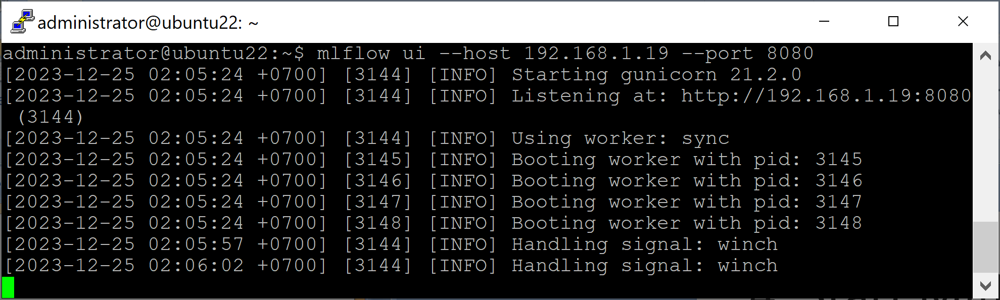 administrator@ubuntu22: ~
administrator@ubuntu22:~$ mlflow ui --host 192.168.1.19 --port 8080
[2023-12-25 02:05:24 +0700] [3144] [INFO] Starting gunicorn 21.2.0
[2023-12-25 02:05:24 +0700] [3144] [INFO] Listening at: http://192.168.1.19:8080
(3144)
[2023-12-25 02:05:24 +0700] [3144] [INFO] Using worker: sync
[2023-12-25 02:05:24 +0700] [3145] [INFO] Booting worker with pid: 3145
[2023-12-25 02:05:24 +0700] [3146] [INFO] Booting worker with pid: 3146
[2023-12-25 02:05:24 +0700] [3147] [INFO] Booting worker with pid: 3147
[2023-12-25 02:05:24 +0700] [3148] [INFO] Booting worker with pid: 3148
[2023-12-25 02:05:57 +0700] [3144] [INFO] Handling signal: winch
[2023-12-25 02:06:02 +0700] [3144] [INFO] Handling signal: winch